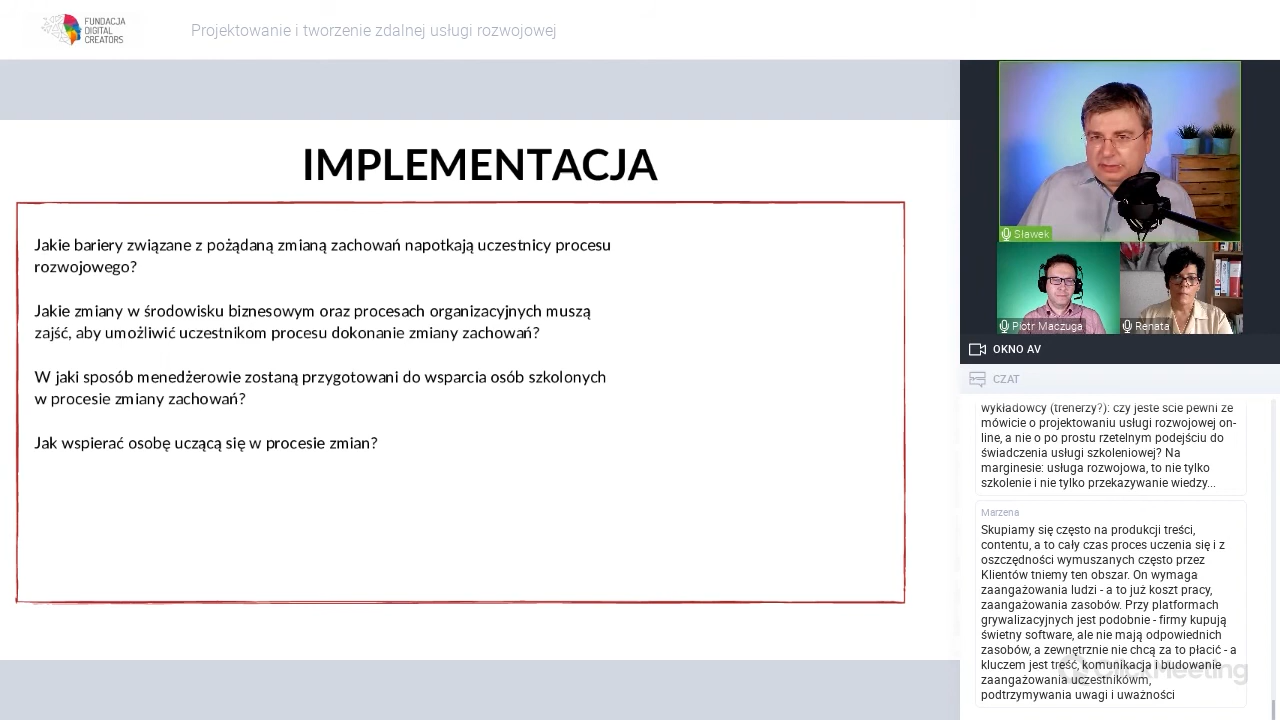 FUNDACJA
DIGITAL
CREATORS
Projektowanie i tworzenie zdalnej usługi rozwojowej
IMPLEMENTACJA
Jakie bariery związane z pożądaną zmianą zachowań napotkają uczestnicy procesu
rozwojowego?
Jakie zmiany w środowisku biznesowym oraz procesach organizacyjnych muszą
zajść, aby umożliwić uczestnikom procesu dokonanie zmiany zachowań?
W jaki sposób menedżerowie zostaną przygotowani do wsparcia osób szkolonych
w procesie zmiany zachowań?
Jak wspierać osobę uczącą się w procesie zmian?
Sławek
Piotr Maczuga
Renata
OKNO AV
CZAT
wykładowcy (trenerzy?): czy jeste scie pewni ze
mówicie o projektowaniu usługi rozwojowej on-
line, a nie o po prostu rzetelnym podejściu do
świadczenia usługi szkoleniowej? Na
marginesie: usługa rozwojowa, to nie tylko
szkolenie i nie tylko przekazywanie wiedzy...
Marzena
Skupiamy się często na produkcji treści,
contentu, a to cały czas proces uczenia się i z
oszczędności wymuszanych często przez
Klientów tniemy ten obszar. On wymaga
zaangażowania ludzi - a to już koszt pracy,
zaangażowania zasobów. Przy platformach
grywalizacyjnych jest podobnie - firmy kupują
świetny software, ale nie mają odpowiednich
zasobów, a zewnętrznie nie chcą za to płacić - a
kluczem jest treść, komunikacja i budowanie
zaangażowania uczestnikówm,
podtrzymywania uwagi i uważności
ClickMeeting